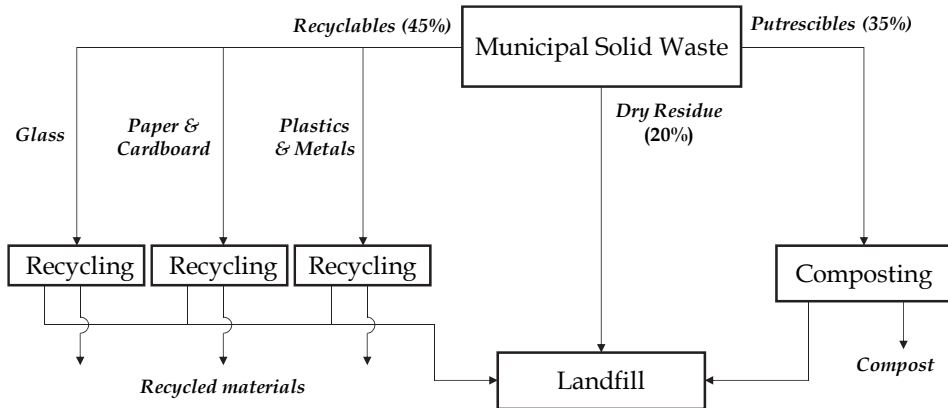 Recyclables (45%)
Municipal Solid Waste
Putrescibles (35%)
Glass
Paper &
Cardboard
Plastics
& Metals
Dry Residue
(20%)
Recycling
Recycling
Recycling
Composting
Recycled materials
Landfill
Compost